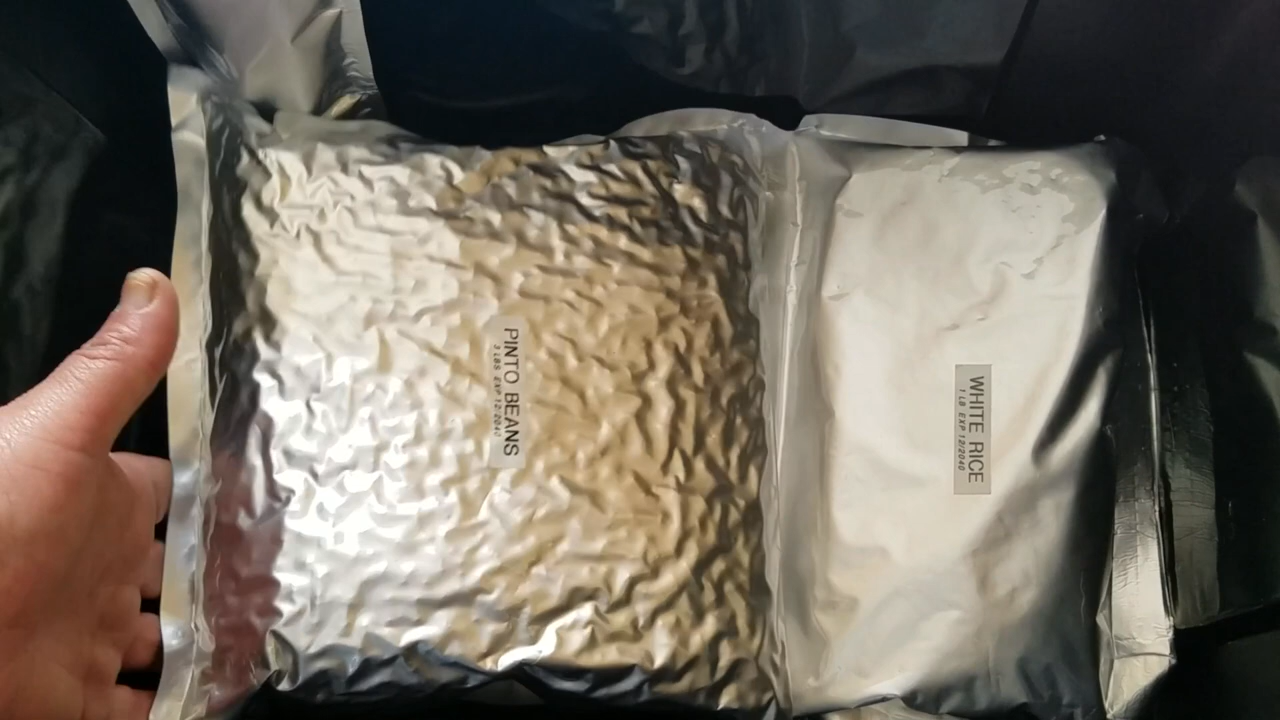 PINTO BEANS
3 LBS EXP 12/2040
WHITE RICE
1 LB EXP 12/2040